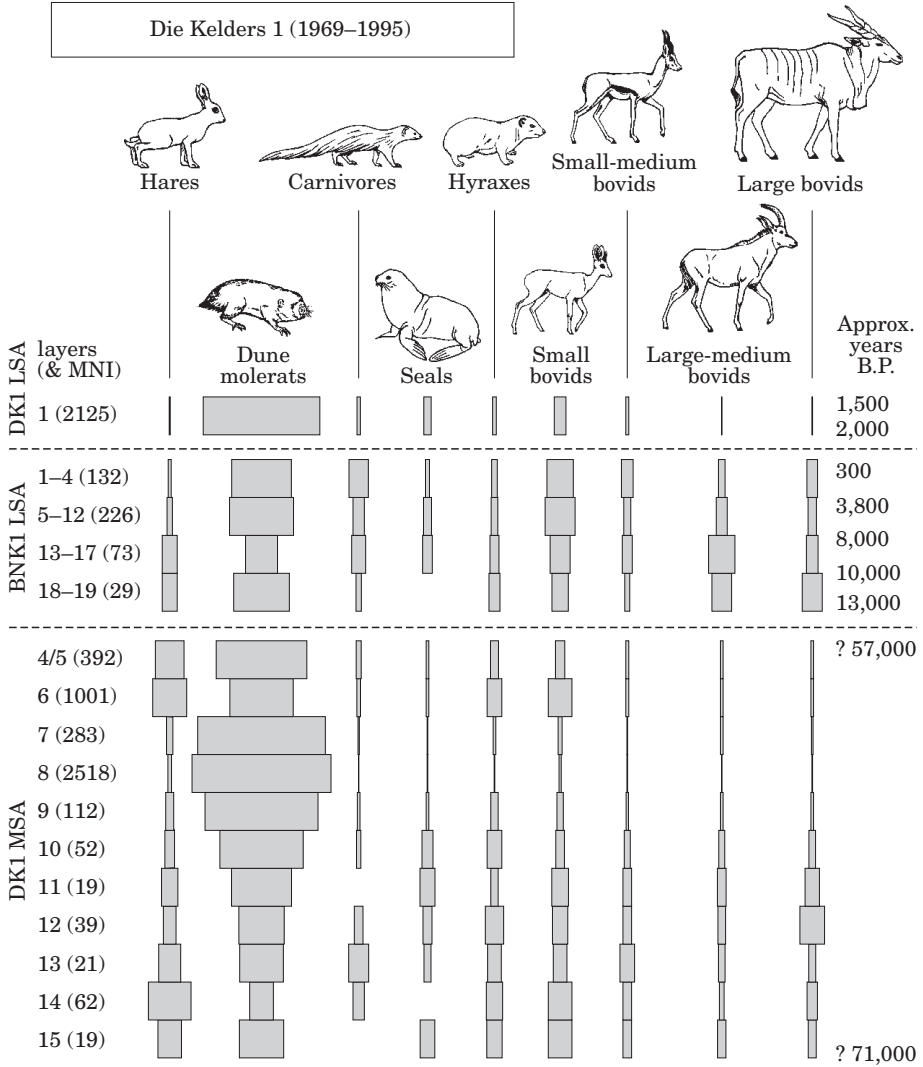 Die Kelders 1 (1969–1995)
Hares
Carnivores
Hyraxes
Small-medium
bovids
Large bovids
Dune
molerats
Seals
Small
bovids
Large-medium
bovids
Approx.
years
B.P.
layers
(& MNI)
DK1 LSA
1 (2125)
1,500
2,000
BNK1 LSA
1–4 (132)
300
5–12 (226)
3,800
13–17 (73)
8,000
18–19 (29)
10,000
13,000
DK1 MSA
4/5 (392)
? 57,000
6 (1001)
7 (283)
8 (2518)
9 (112)
10 (52)
11 (19)
12 (39)
13 (21)
14 (62)
15 (19)
? 71,000